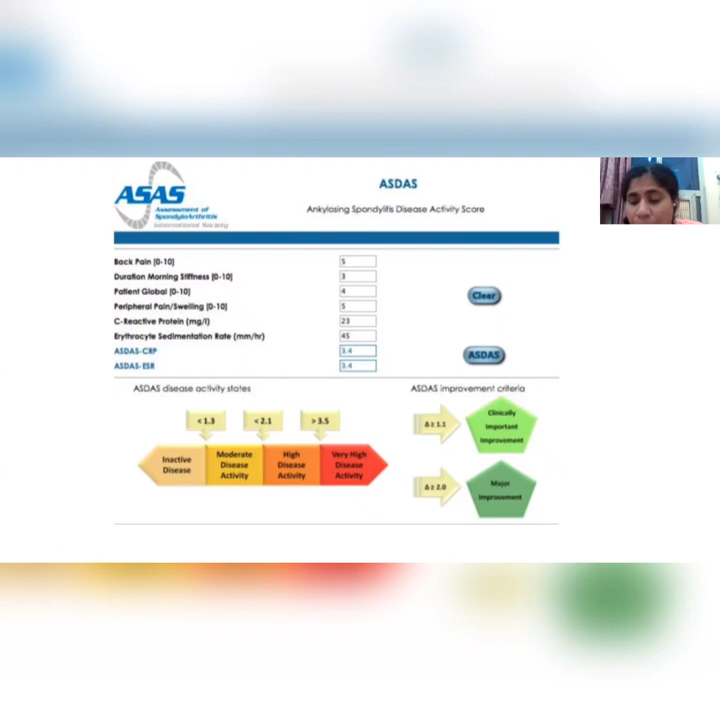 ASAS
Assessment of
SpondyloArthritis
international Society
ASDAS
Ankylosing Spondylitis Disease Activity Score
Back Pain [0-10] 5
Duration Morning Stiffness [0-10] 3
Patient Global [0-10] 4
Peripheral Pain/Swelling [0-10] 5
C-Reactive Protein (mg/l) 23
Erythrocyte Sedimentation Rate (mm/hr) 45
ASDAS-CRP 3.4
ASDAS-ESR 3.4
Clear
ASDAS
ASDAS disease activity states
< 1.3
< 2.1
> 3.5
Inactive
Disease
Moderate
Disease
Activity
High
Disease
Activity
Very High
Disease
Activity
ASDAS improvement criteria
Δ ≥ 1.1
Clinically
Important
Improvement
Δ ≥ 2.0
Major
Improvement